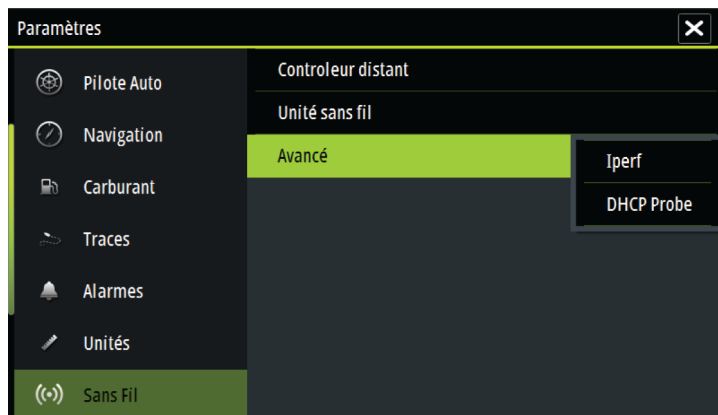 Paramètres
Pilote Auto
Navigation
Carburant
Traces
Alarmes
Unités
Sans Fil
Controleur distant
Unité sans fil
Avancé
Iperf
DHCP Probe